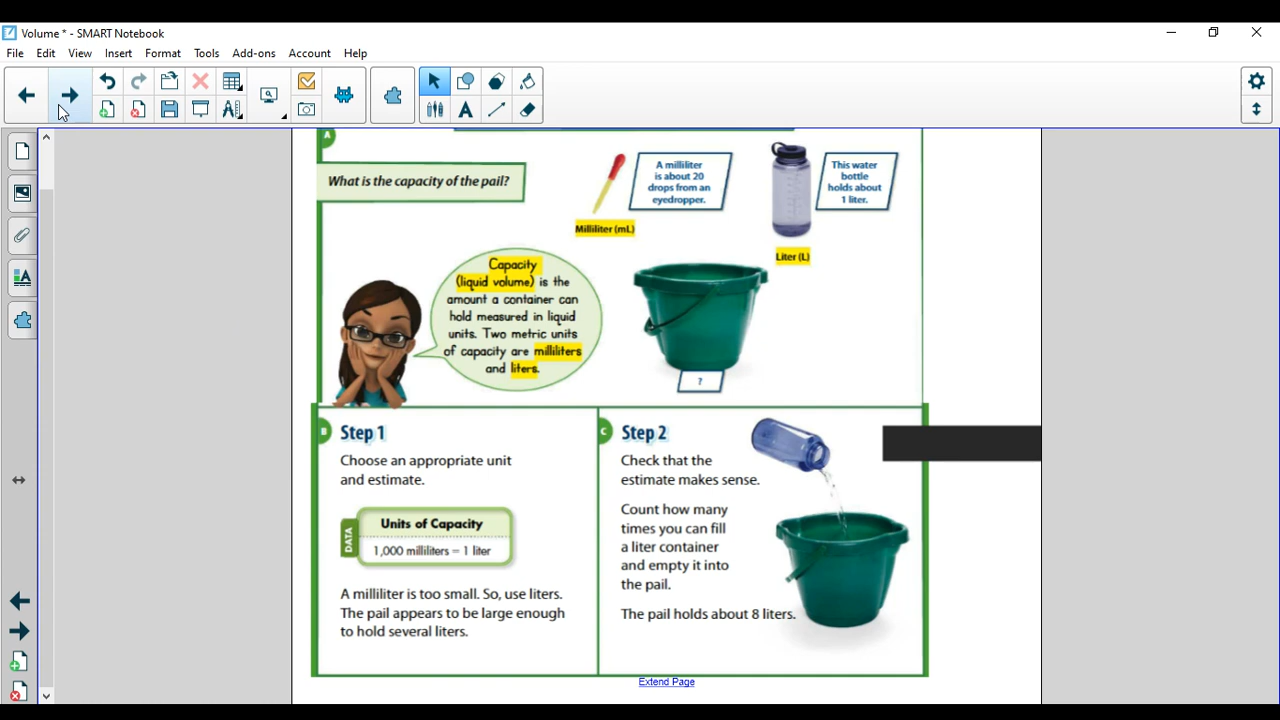 Volume * - SMART Notebook
File Edit View Insert Format Tools Add-ons Account Help
A
What is the capacity of the pail?
A milliliter
is about 20
drops from an
eyedropper.
Milliliter (mL)
This water
bottle
holds about
1 liter.
Liter (L)
Capacity
(liquid volume) is the
amount a container can
hold measured in liquid
units. Two metric units
of capacity are milliliters
and liters.
?
B Step 1
Choose an appropriate unit
and estimate.
DATA
Units of Capacity
1,000 milliliters = 1 liter
A milliliter is too small. So, use liters.
The pail appears to be large enough
to hold several liters.
C Step 2
Check that the
estimate makes sense.
Count how many
times you can fill
a liter container
and empty it into
the pail.
The pail holds about 8 liters.
Extend Page